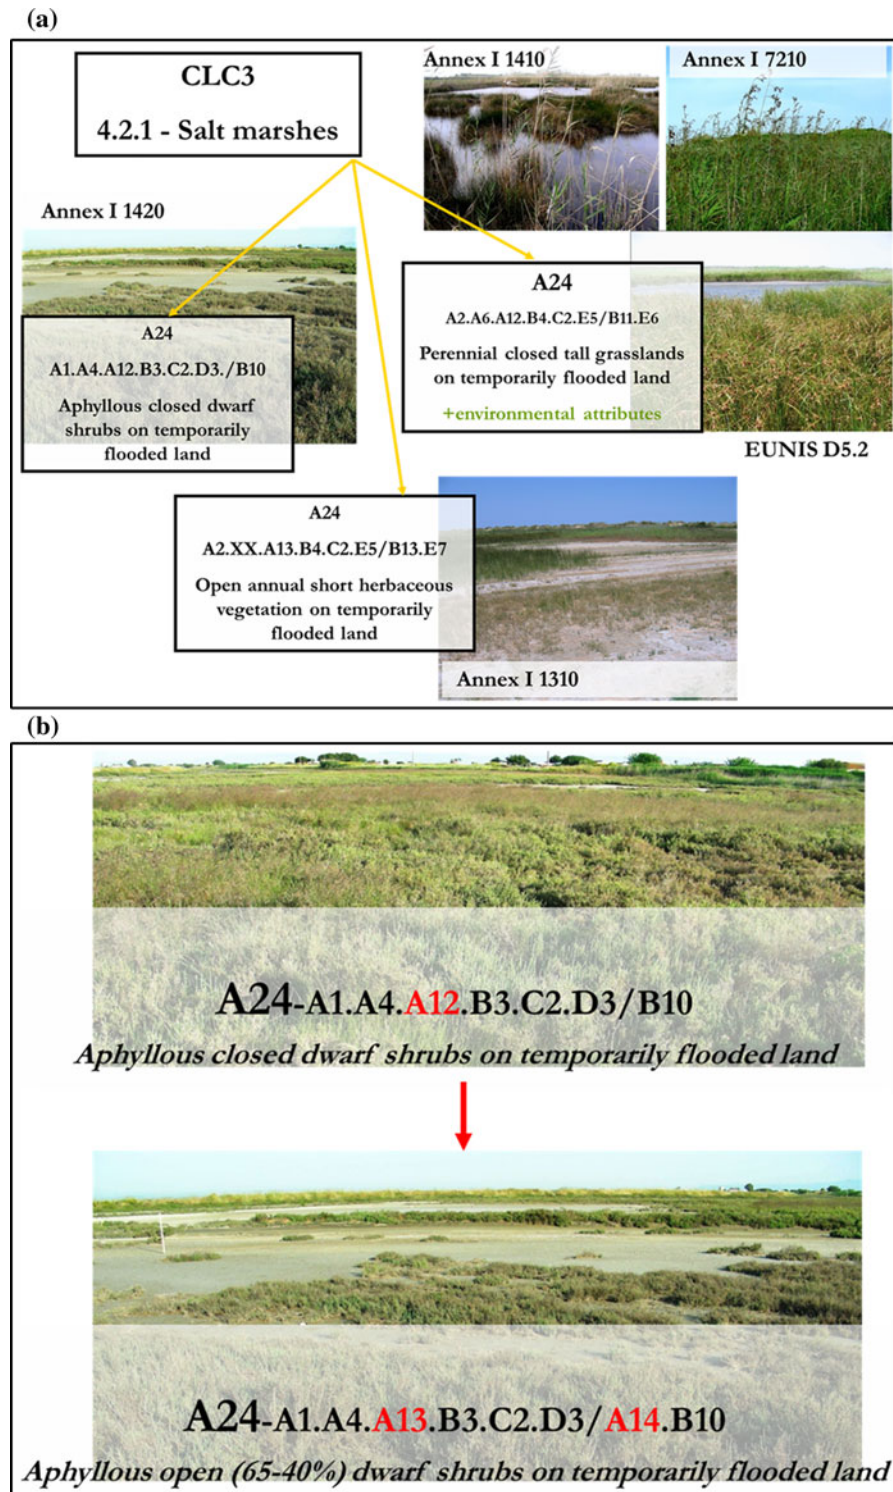 (a)
CLC3
4.2.1 - Salt marshes
Annex I 1410
Annex I 7210
Annex I 1420
A24
A1.A4.A12.B3.C2.D3./B10
Aphyllous closed dwarf
shrubs on temporarily
flooded land
A24
A2.A6.A12.B4.C2.E5/B11.E6
Perennial closed tall grasslands
on temporarily flooded land
+environmental attributes
EUNIS D5.2
A24
A2.XX.A13.B4.C2.E5/B13.E7
Open annual short herbaceous
vegetation on temporarily
flooded land
Annex I 1310
(b)
A24-A1.A4.A12.B3.C2.D3/B10
Aphyllous closed dwarf shrubs on temporarily flooded land
A24-A1.A4.A13.B3.C2.D3/A14.B10
Aphyllous open (65-40%) dwarf shrubs on temporarily flooded land